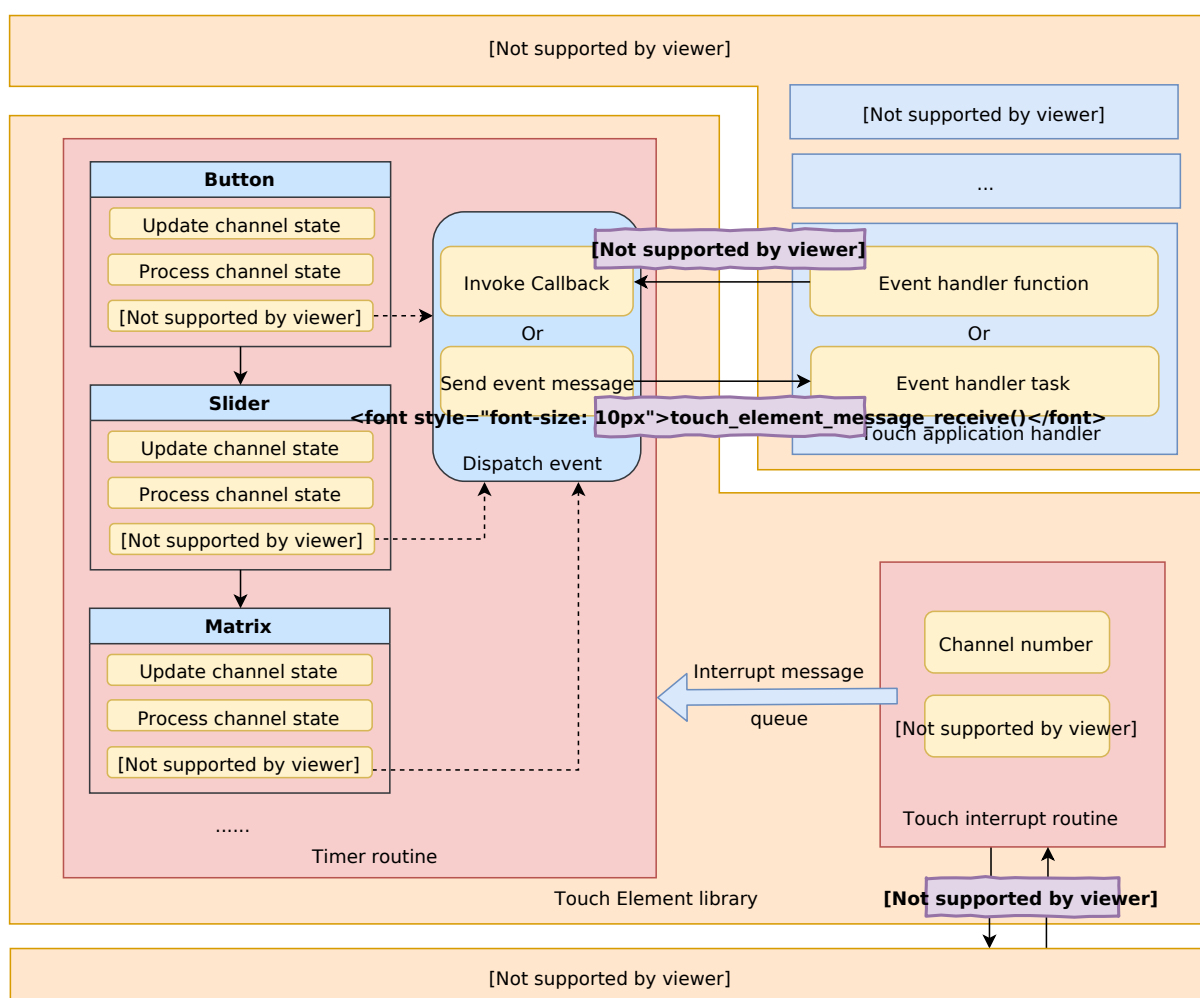 [Not supported by viewer]
[Not supported by viewer]
...
Button
Update channel state
Process channel state
[Not supported by viewer]
[Not supported by viewer]
Invoke Callback
Event handler function
Or
Or
Send event message
Event handler task
<font style="font-size: 10px">touch_element_message_receive()</font>
Touch application handler
Dispatch event
Slider
Update channel state
Process channel state
[Not supported by viewer]
Matrix
Update channel state
Process channel state
[Not supported by viewer]
......
Timer routine
Interrupt message
queue
Channel number
[Not supported by viewer]
Touch interrupt routine
Touch Element library
[Not supported by viewer]
[Not supported by viewer]